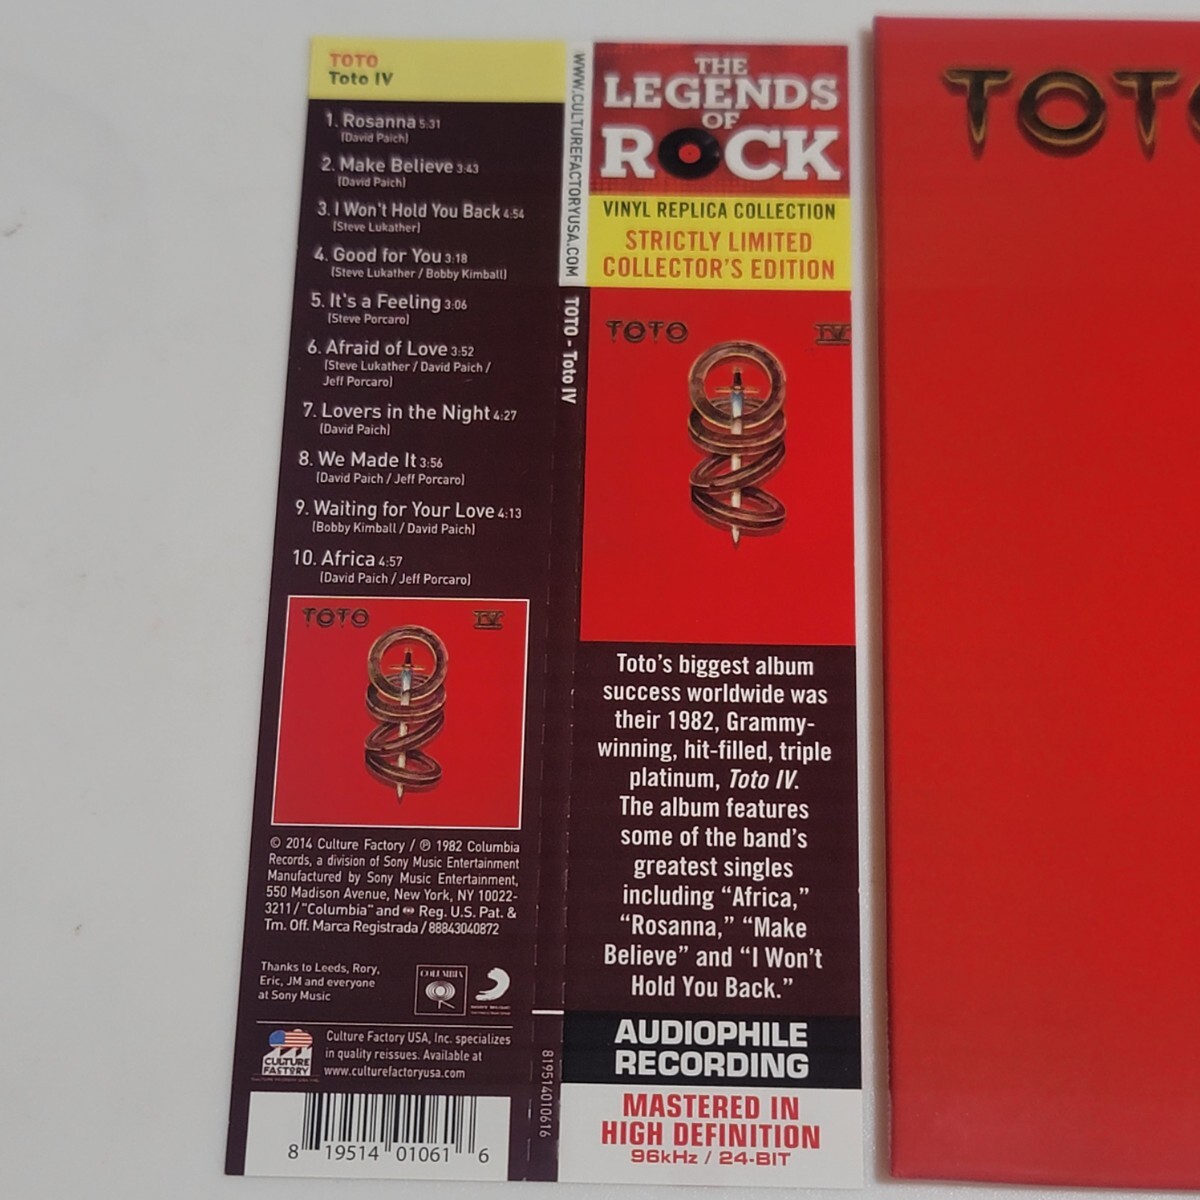 TOTO
Toto IV
1. Rosanna 5:31
(David Paich)
2. Make Believe 3:43
(David Paich)
3. I Won't Hold You Back 4:54
(Steve Lukather)
4. Good for You 3:18
(Steve Lukather / Bobby Kimball)
5. It's a Feeling 3:06
(Steve Porcaro)
6. Afraid of Love 3:52
(Steve Lukather / David Paich /
Jeff Porcaro)
7. Lovers in the Night 4:27
(David Paich)
8. We Made It 3:56
(David Paich / Jeff Porcaro)
9. Waiting for Your Love 4:13
(Bobby Kimball / David Paich)
10. Africa 4:57
(David Paich / Jeff Porcaro)
TOTO IV
© 2014 Culture Factory / ℗ 1982 Columbia
Records, a division of Sony Music Entertainment
Manufactured by Sony Music Entertainment,
550 Madison Avenue, New York, NY 10022-
3211 / "Columbia" and Reg. U.S. Pat. &
Tm. Off. Marca Registrada / 88843040872
Thanks to Leeds, Rory,
Eric, JM and everyone
at Sony Music
COLUMBIA
SONY MUSIC
CULTURE
FACTORY
Culture Factory USA, Inc. specializes
in quality reissues. Available at
www.culturefactoryusa.com
8 19514 01061 6
WWW.CULTUREFACTORYUSA.COM
TOTO - Toto IV
819514010616
THE
LEGENDS
OF
ROCK
VINYL REPLICA COLLECTION
STRICTLY LIMITED
COLLECTOR'S EDITION
TOTO IV
Toto's biggest album
success worldwide was
their 1982, Grammy-
winning, hit-filled, triple
platinum, Toto IV.
The album features
some of the band's
greatest singles
including "Africa,"
"Rosanna," "Make
Believe" and "I Won't
Hold You Back."
AUDIOPHILE
RECORDING
MASTERED IN
HIGH DEFINITION
96kHz / 24-BIT
TOTO